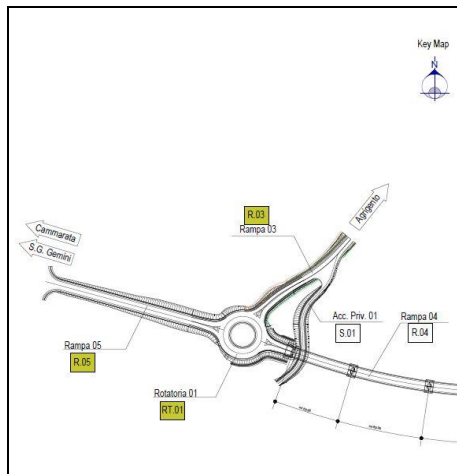 Key Map
N
R.03
Rampa 03
Agrigento
Cammarata
S.G. Gemini
Acc. Priv. 01
S.01
Rampa 04
R.04
Rampa 05
R.05
Rotatoria 01
RT.01